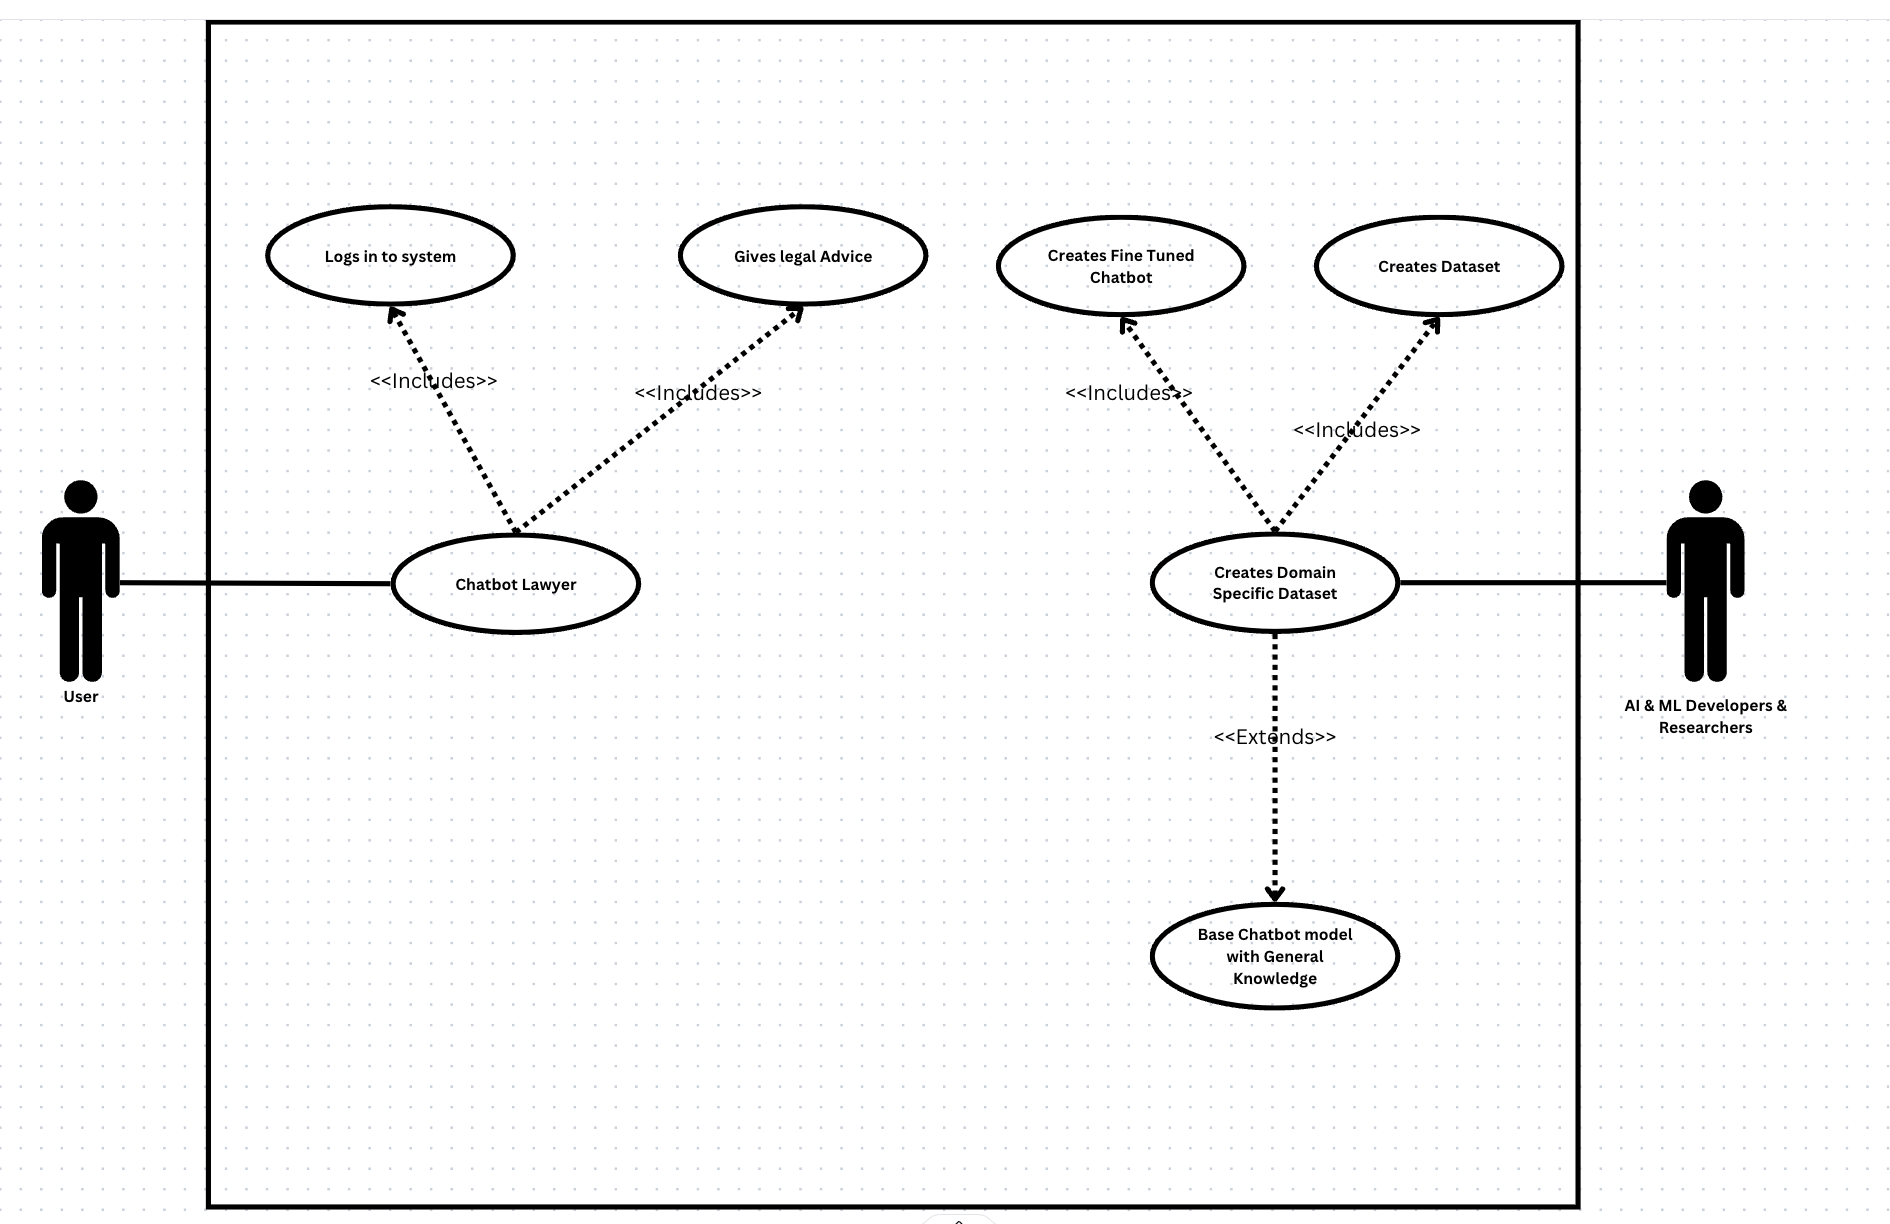 Logs in to system
Gives legal Advice
Creates Fine Tuned
Chatbot
Creates Dataset
<<Includes>>
<<Includes>>
<<Includes>>
<<Includes>>
Chatbot Lawyer
Creates Domain
Specific Dataset
User
AI & ML Developers &
Researchers
<<Extends>>
Base Chatbot model
with General
Knowledge